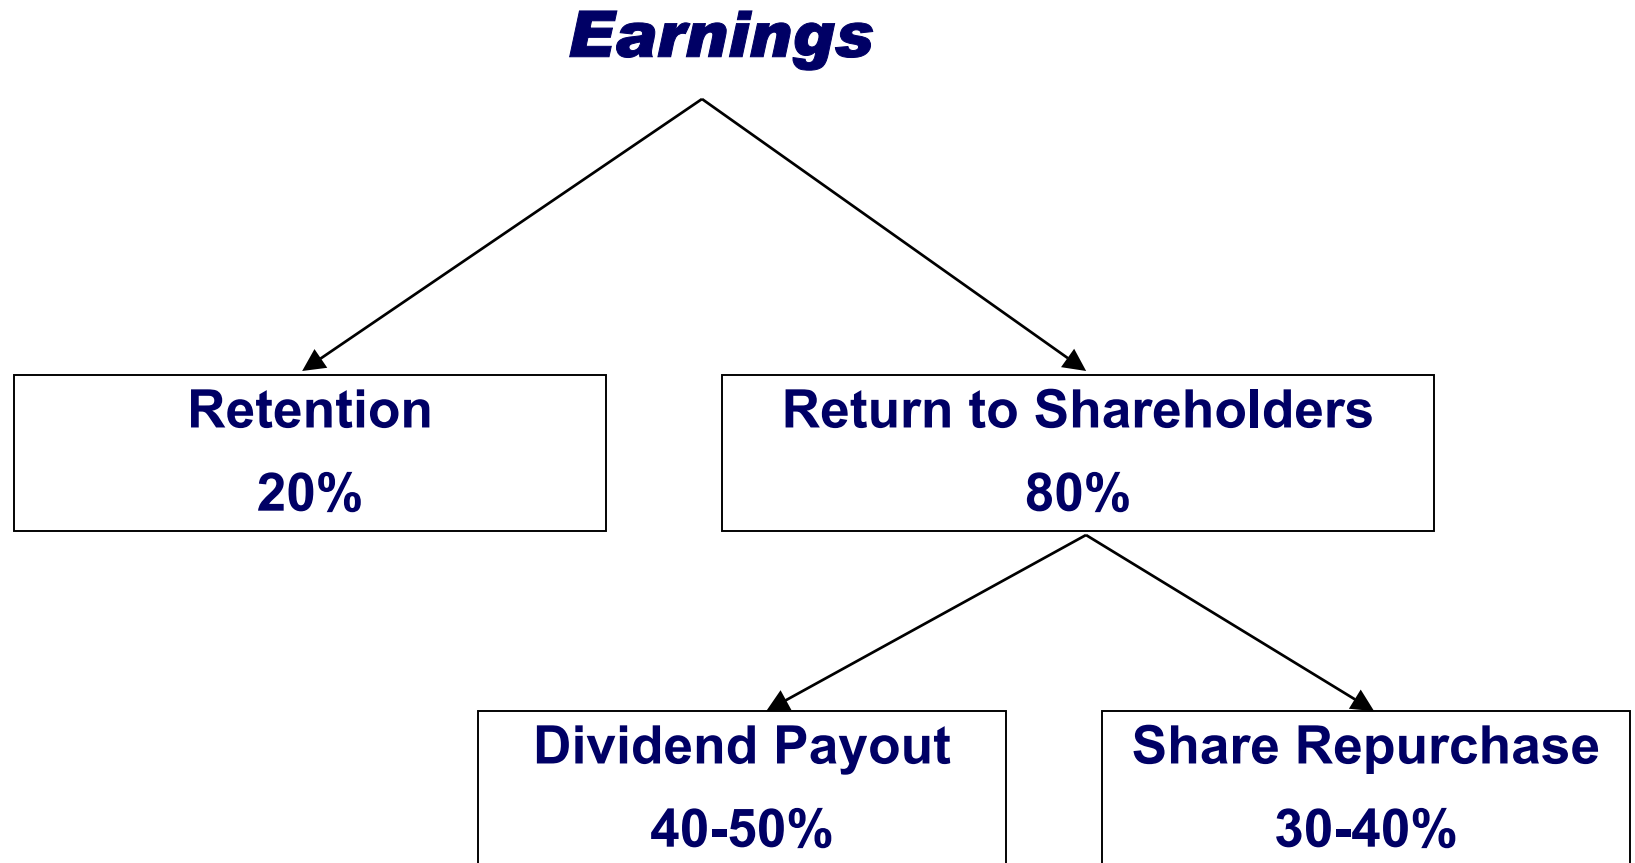 Earnings
Retention
20%
Return to Shareholders
80%
Dividend Payout
40-50%
Share Repurchase
30-40%